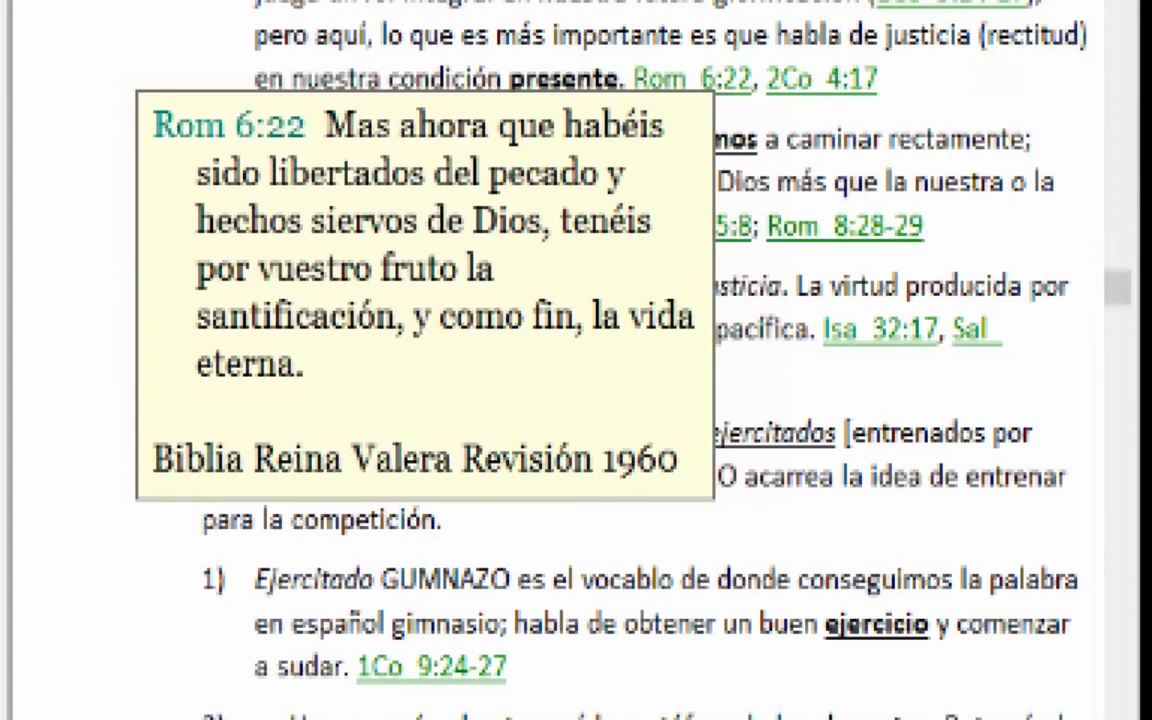 pero aquí, lo que es más importante es que habla de justicia (rectitud)
en nuestra condición presente. Rom 6:22, 2Co 4:17
Rom 6:22 Mas ahora que habéis
sido libertados del pecado y
hechos siervos de Dios, tenéis
por vuestro fruto la
santificación, y como fin, la vida
eterna.
Biblia Reina Valera Revisión 1960
nos a caminar rectamente;
Dios más que la nuestra o la
5:8; Rom 8:28-29
sticia. La virtud producida por
pacífica. Isa 32:17, Sal
ejercitados [entrenados por
O acarrea la idea de entrenar
para la competición.
1) Ejercitado GUMNAZO es el vocablo de donde conseguimos la palabra
en español gimnasio; habla de obtener un buen ejercicio y comenzar
a sudar. 1Co 9:24-27